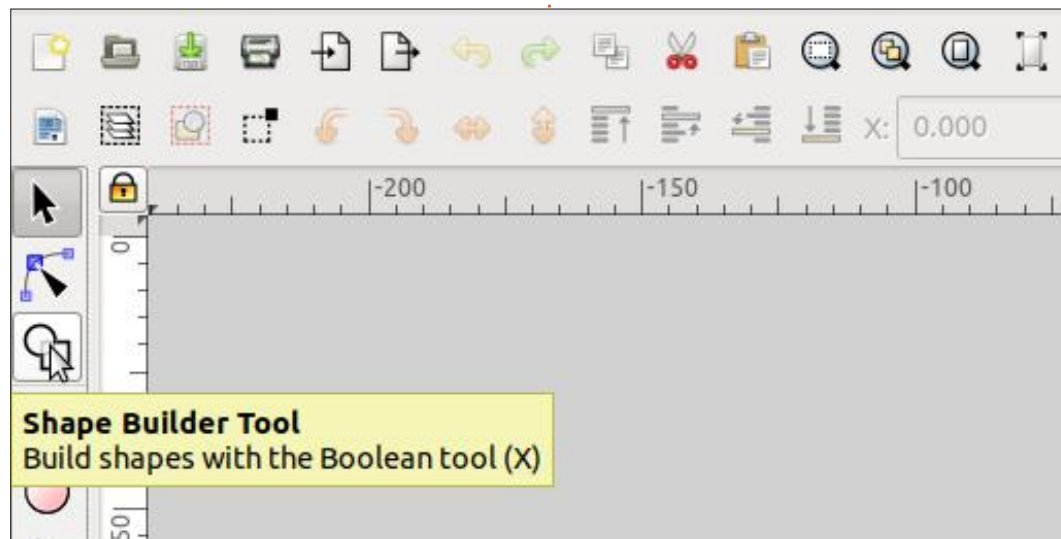 X: 0.000
-200 -150 -100
0
Shape Builder Tool
Build shapes with the Boolean tool (X)
50